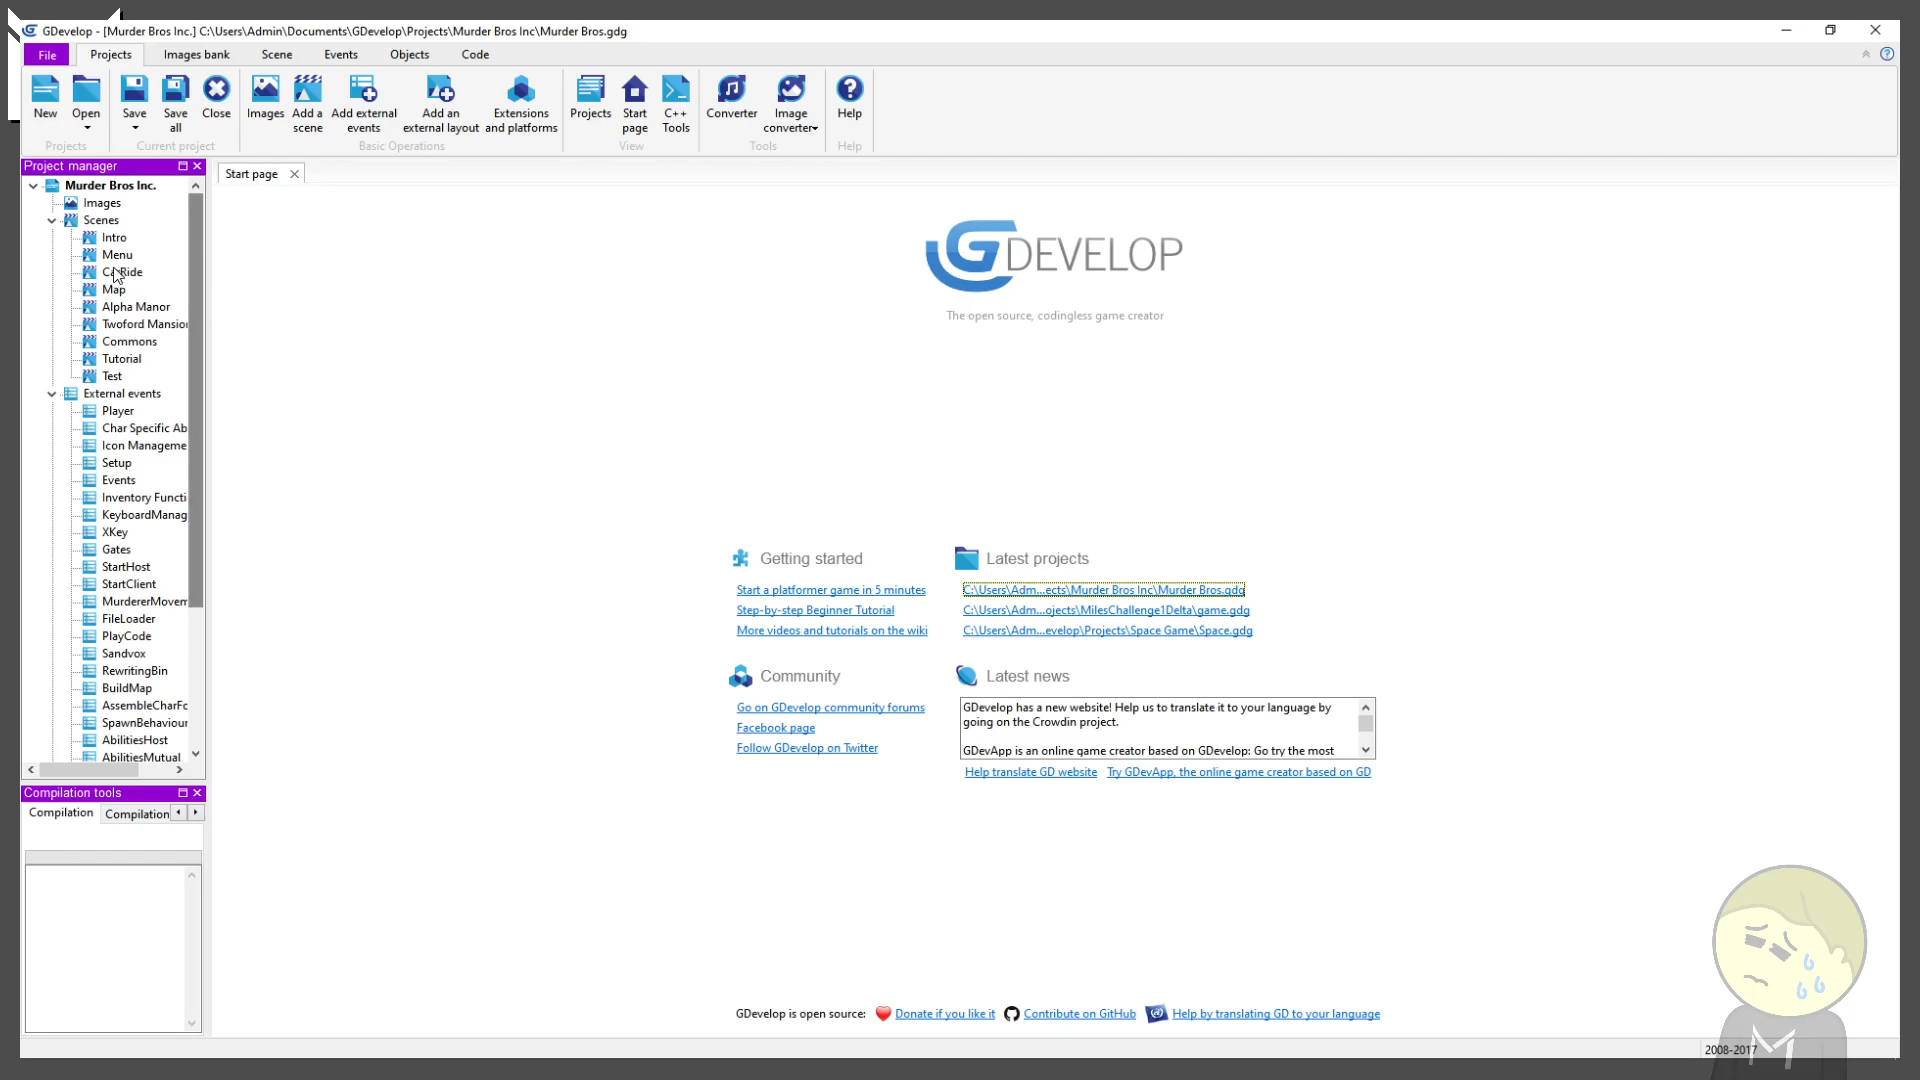 GDevelop - [Murder Bros Inc.] C:\Users\Admin\Documents\GDevelop\Projects\Murder Bros Inc\Murder Bros.gdg
File Projects Images bank Scene Events Objects Code
New Open Save Save all Close Images Add a scene Add external events Add an external layout Extensions and platforms Projects Start page C++ Tools Converter Image converter Help
Projects Current project Basic Operations View Tools Help
Project manager
Start page
Murder Bros Inc.
Images
Scenes
Intro
Menu
Ca Ride
Map
Alpha Manor
Twoford Mansion
Commons
Tutorial
Test
External events
Player
Char Specific Ab
Icon Manageme
Setup
Events
Inventory Functi
KeyboardManag
XKey
Gates
StartHost
StartClient
MurdererMovem
FileLoader
PlayCode
Sandvox
RewritingBin
BuildMap
AssembleCharFo
SpawnBehaviour
AbilitiesHost
AbilitiesMutual
Compilation tools
Compilation Compilation
GDEVELOP
The open source, codingless game creator
Getting started
Start a platformer game in 5 minutes
Step-by-step Beginner Tutorial
More videos and tutorials on the wiki
Latest projects
C:\Users\Adm...ects\Murder Bros Inc\Murder Bros.gdg
C:\Users\Adm...ojects\MilesChallenge1Delta\game.gdg
C:\Users\Adm...evelop\Projects\Space Game\Space.gdg
Community
Go on GDevelop community forums
Facebook page
Follow GDevelop on Twitter
Latest news
GDevelop has a new website! Help us to translate it to your language by
going on the Crowdin project.
GDevApp is an online game creator based on GDevelop: Go try the most
Help translate GD website Try GDevApp, the online game creator based on GD
GDevelop is open source: Donate if you like it Contribute on GitHub Help by translating GD to your language
2008-2017
M